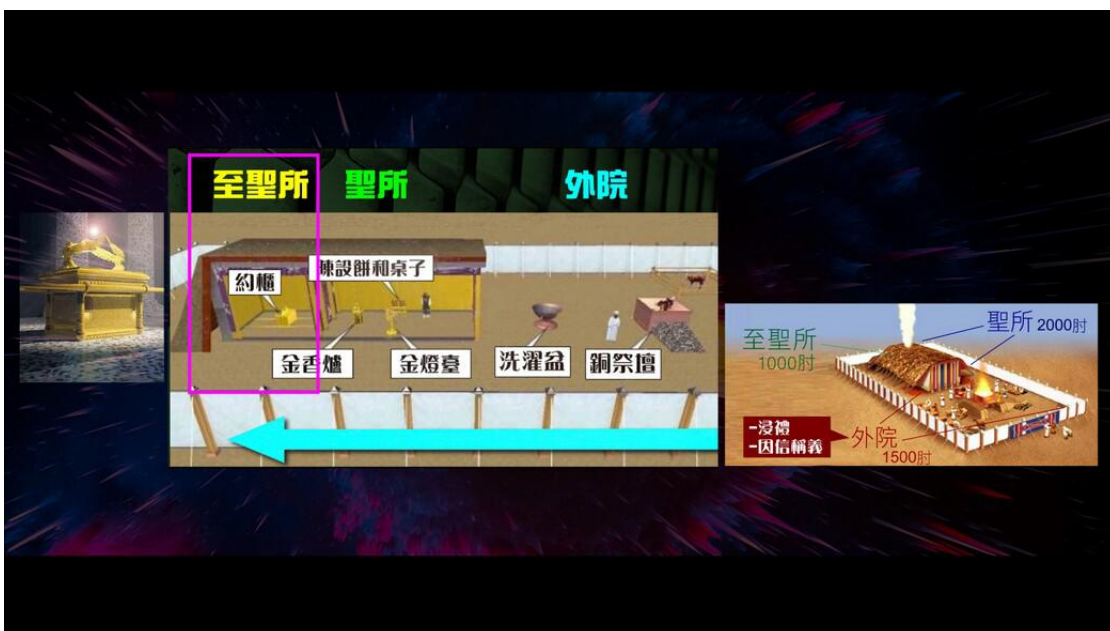 至聖所
聖所
外院
約櫃
陳設餅和桌子
金香爐
金燈臺
洗濯盆
銅祭壇
至聖所
1000肘
聖所 2000肘
-浸禮
-因信稱義
外院
1500肘